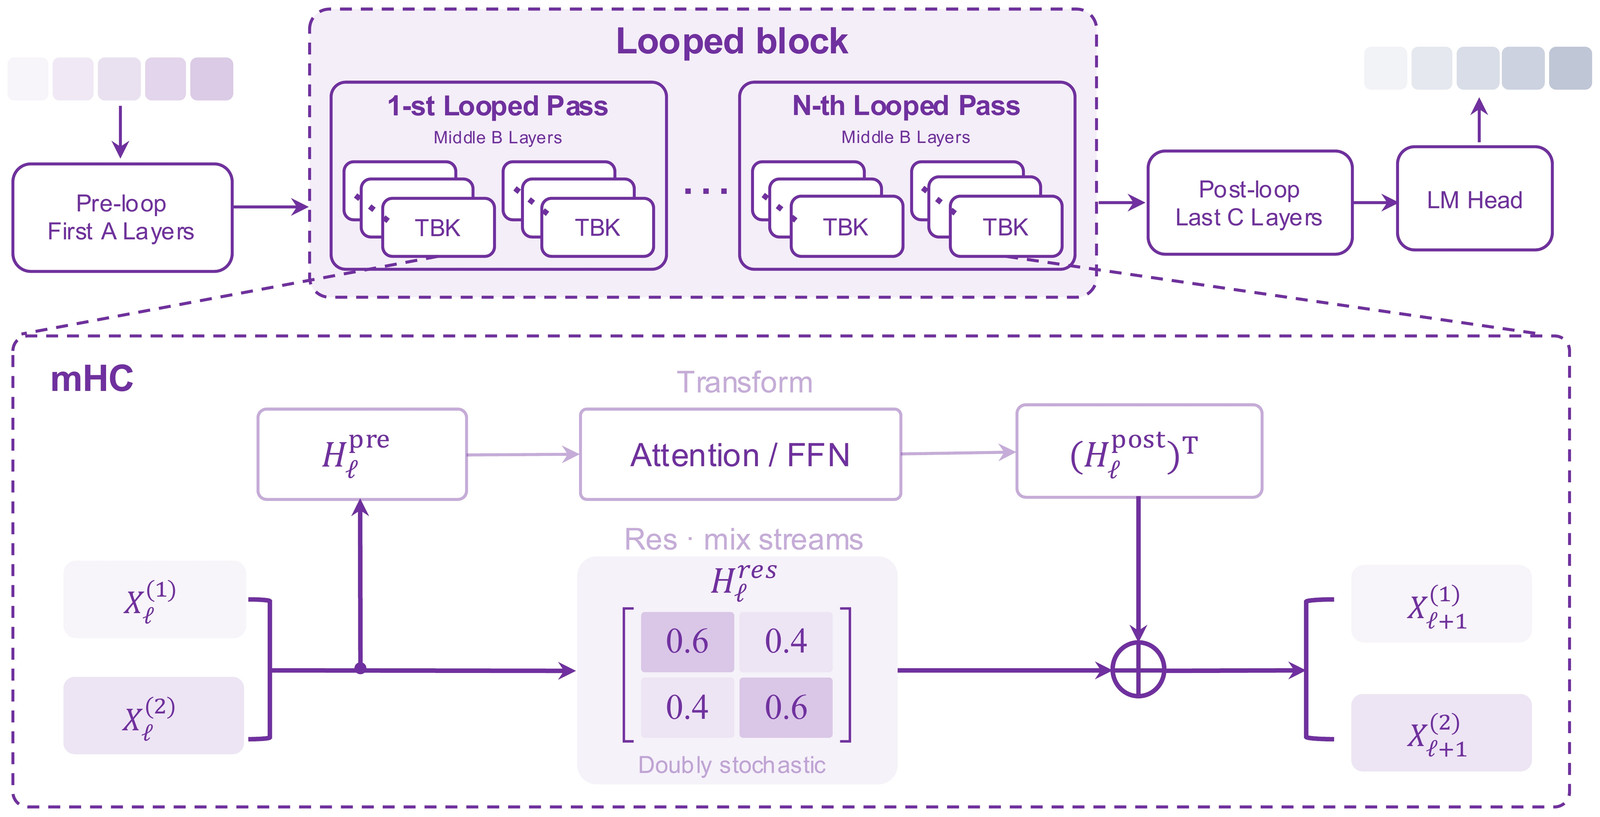 Looped block
1-st Looped Pass
Middle B Layers
TBK
TBK
...
N-th Looped Pass
Middle B Layers
TBK
TBK
Pre-loop
First A Layers
Post-loop
Last C Layers
LM Head
mHC
Transform
H_ℓ^pre
Attention / FFN
(H_ℓ^post)^T
Res · mix streams
H_ℓ^res
0.6 0.4
0.4 0.6
Doubly stochastic
X_ℓ^(1)
X_ℓ^(2)
X_ℓ+1^(1)
X_ℓ+1^(2)